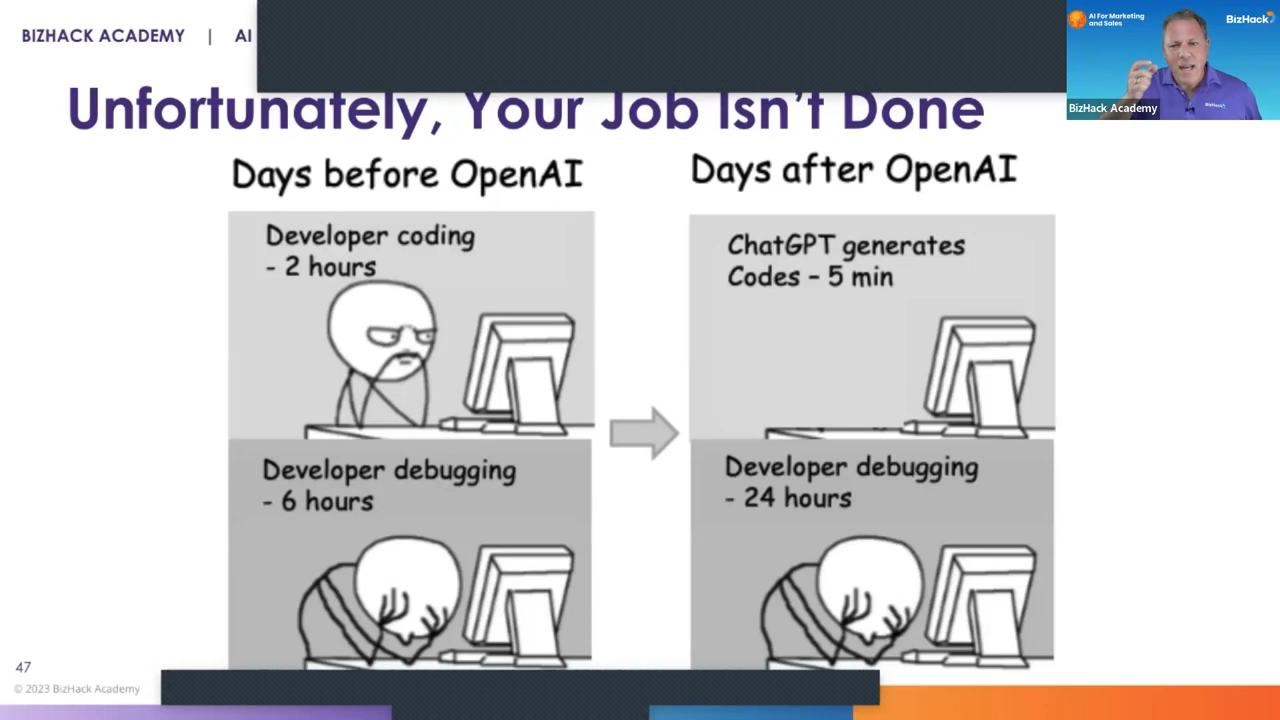 BIZHACK ACADEMY | AI
AI For Marketing
and Sales
BizHack
BizHack Academy
Unfortunately, Your Job Isn't Done
Days before OpenAI
Days after OpenAI
Developer coding
- 2 hours
ChatGPT generates
Codes – 5 min
Developer debugging
- 6 hours
Developer debugging
- 24 hours
47
© 2023 BizHack Academy